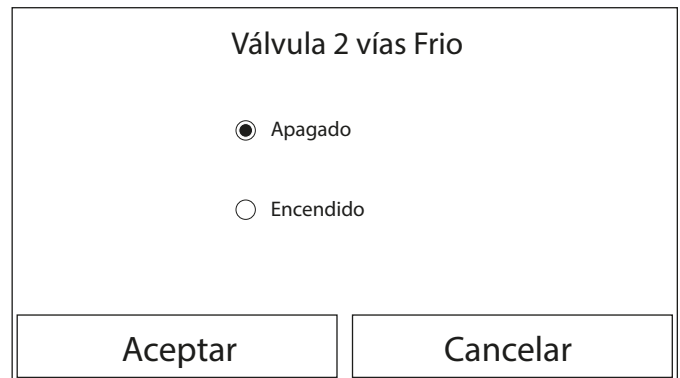 Válvula 2 vías Frio
Apagado
Encendido
Aceptar
Cancelar